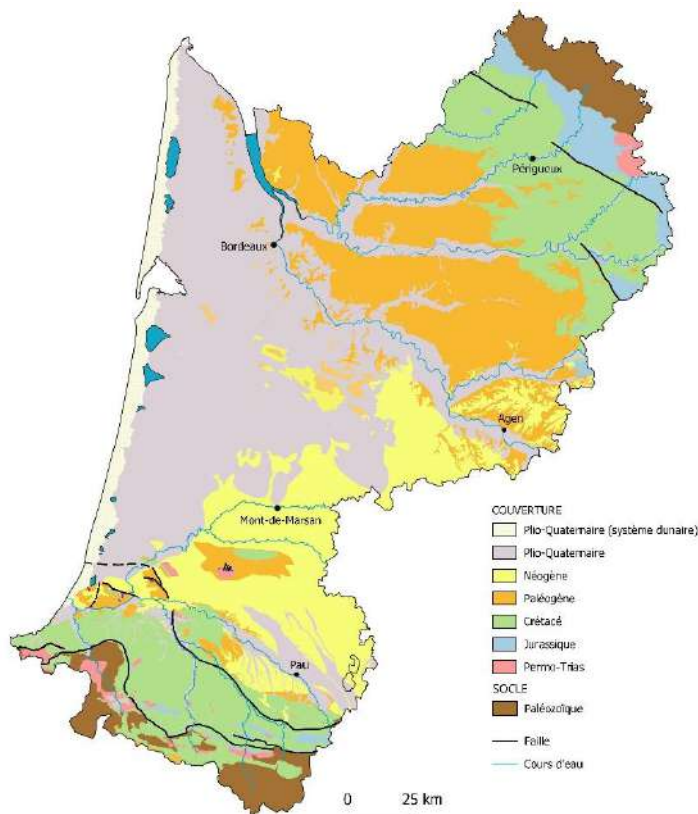 Périgueux
Bordeaux
Agen
Mont-de-Marsan
Pau
COUVERTURE
Plio-Quaternaire (système dunaire)
Plio-Quaternaire
Néogène
Paléogène
Crétacé
Jurassique
Permo-Trias
SOCLE
Paléozoïque
Faille
Cours d'eau
0 25 km